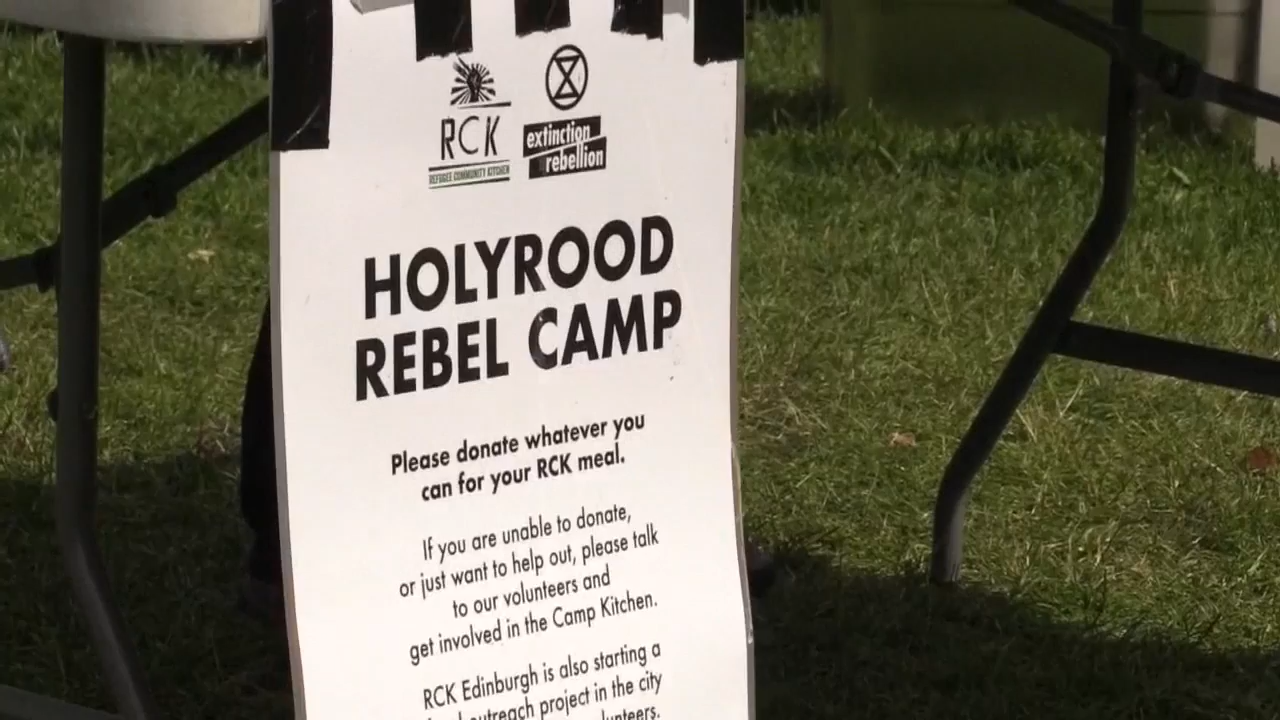 RCK
REFUGEE COMMUNITY KITCHEN
extinction
rebellion
HOLYROOD
REBEL CAMP
Please donate whatever you
can for your RCK meal.
If you are unable to donate,
or just want to help out, please talk
to our volunteers and
get involved in the Camp Kitchen.
RCK Edinburgh is also starting a
outreach project in the city